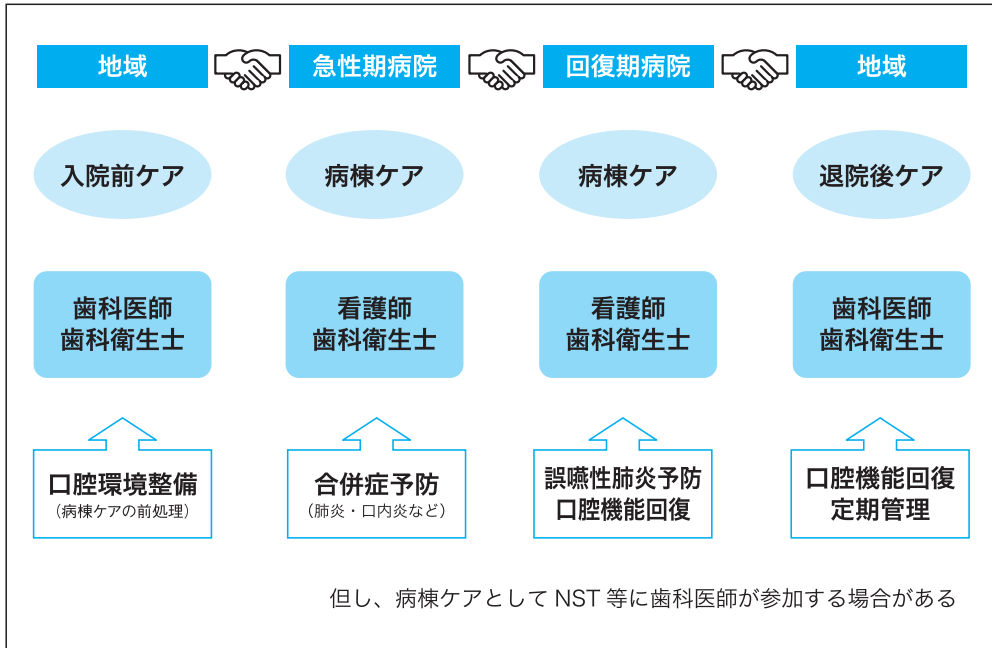 地域
急性期病院
回復期病院
地域
入院前ケア
病棟ケア
病棟ケア
退院後ケア
歯科医師
歯科衛生士
看護師
歯科衛生士
看護師
歯科衛生士
歯科医師
歯科衛生士
口腔環境整備
(病棟ケアの前処理)
合併症予防
(肺炎・口内炎など)
誤嚥性肺炎予防
口腔機能回復
口腔機能回復
定期管理
但し、病棟ケアとして NST 等に歯科医師が参加する場合がある